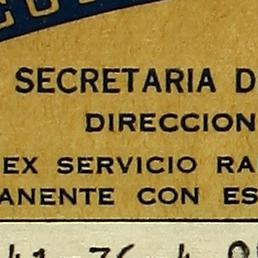 SECRETARIA D
DIRECCION
EX SERVICIO RA
ANENTE CON ES